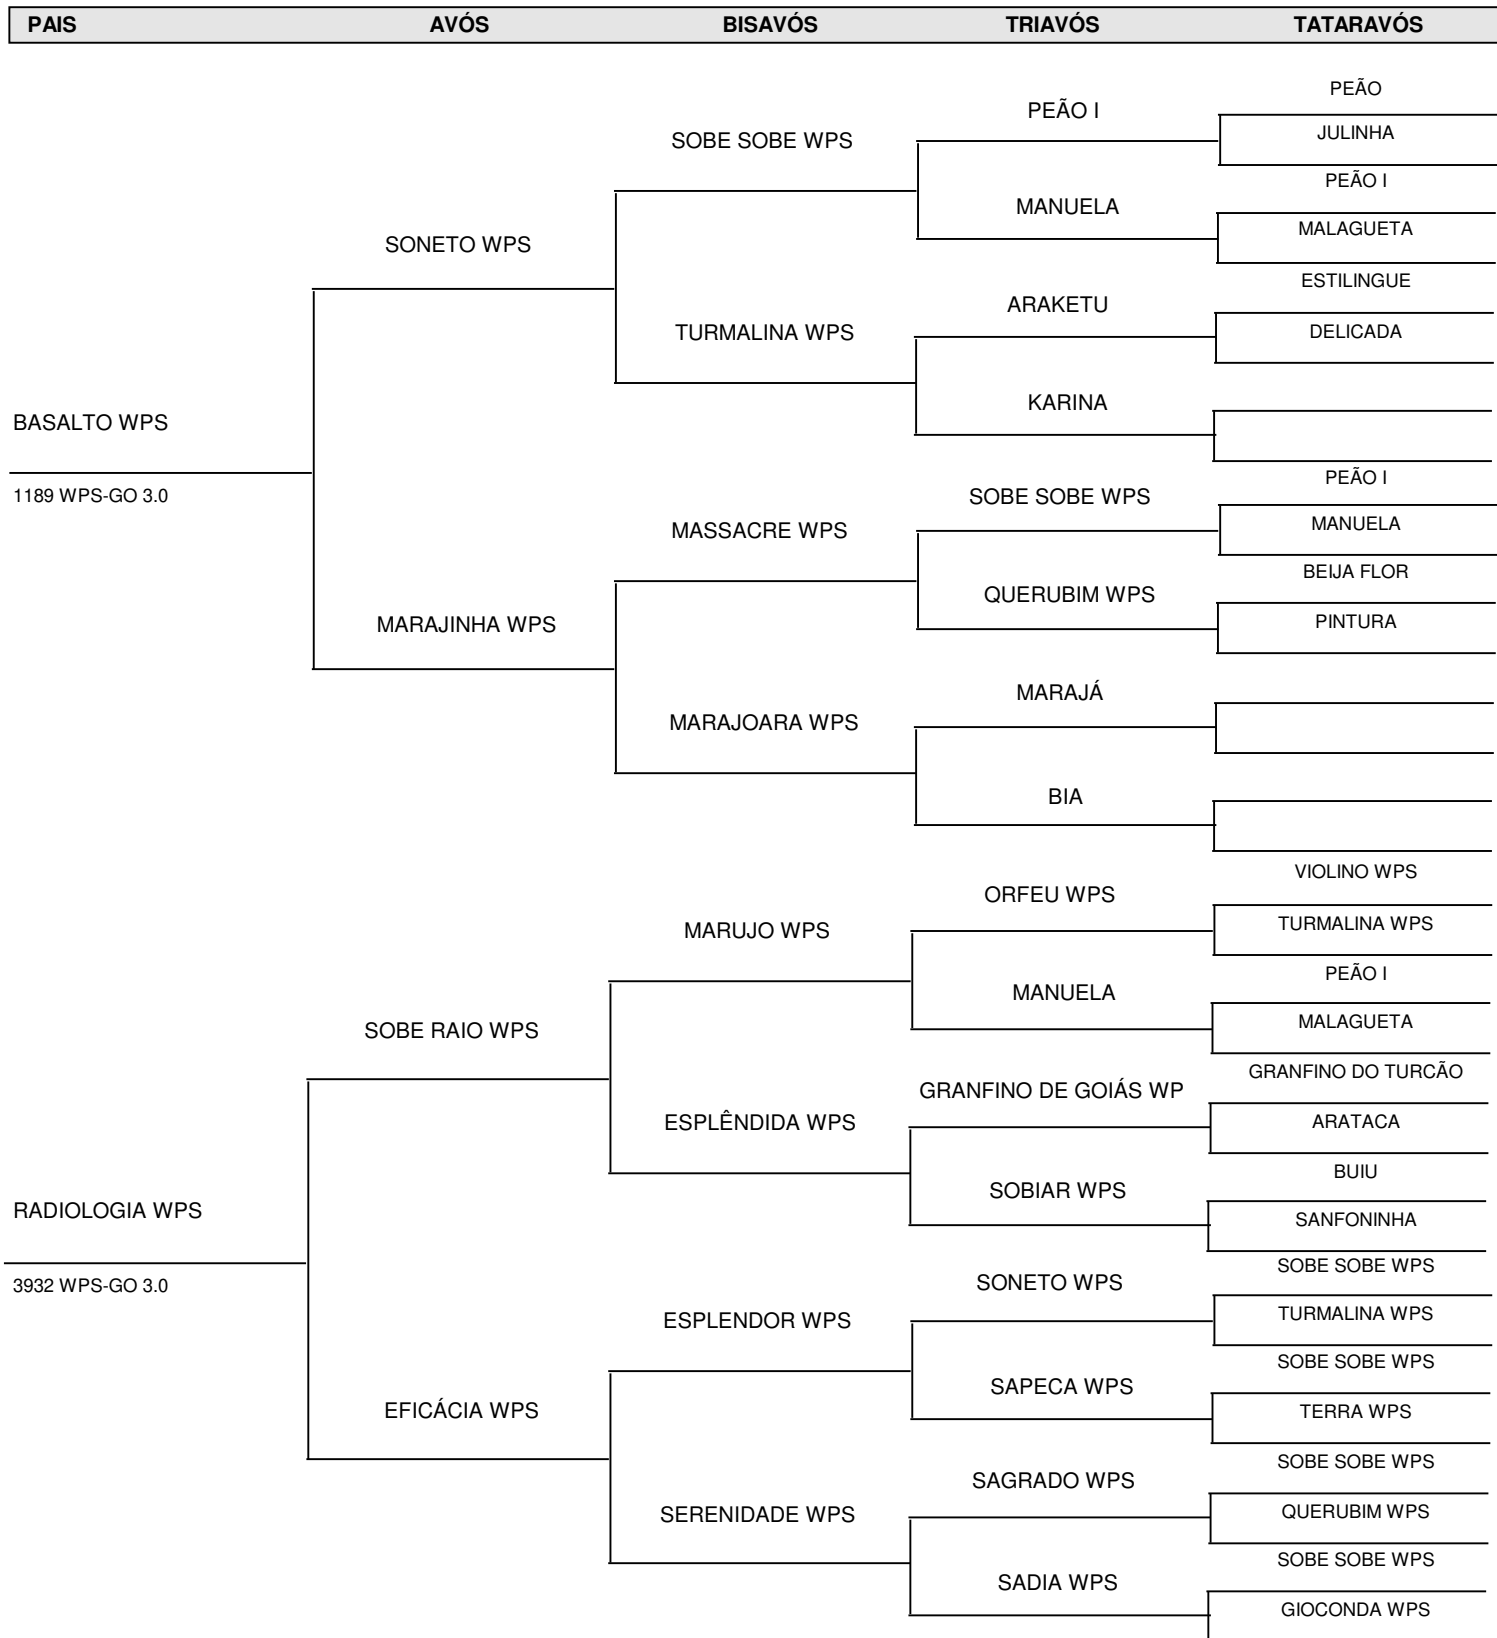 PAIS AVÓS BISAVÓS TRIAVÓS TATARAVÓS
PEÃO
PEÃO I
JULINHA
SOBE SOBE WPS
PEÃO I
MANUELA
MALAGUETA
SONETO WPS
ESTILINGUE
ARAKETU
TURMALINA WPS
DELICADA
KARINA
BASALTO WPS
PEÃO I
1189 WPS-GO 3.0
SOBE SOBE WPS
MASSACRE WPS
MANUELA
BEIJA FLOR
QUERUBIM WPS
MARAJINHA WPS
PINTURA
MARAJÁ
MARAJOARA WPS
BIA
VIOLINO WPS
ORFEU WPS
MARUJO WPS
TURMALINA WPS
PEÃO I
MANUELA
SOBE RAIO WPS
MALAGUETA
GRANFINO DO TURCÃO
GRANFINO DE GOIÁS WP
ESPLÊNDIDA WPS
ARATACA
BUIU
SOBIAR WPS
RADIOLOGIA WPS
SANFONINHA
SOBE SOBE WPS
3932 WPS-GO 3.0
SONETO WPS
ESPLENDOR WPS
TURMALINA WPS
SOBE SOBE WPS
SAPECA WPS
EFICÁCIA WPS
TERRA WPS
SOBE SOBE WPS
SAGRADO WPS
SERENIDADE WPS
QUERUBIM WPS
SOBE SOBE WPS
SADIA WPS
GIOCONDA WPS